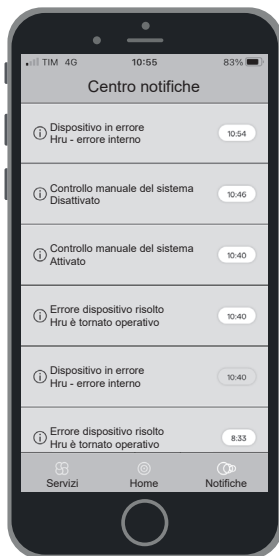 TIM 4G 10:55 83%
Centro notifiche
Dispositivo in errore
Hru - errore interno
10:54
Controllo manuale del sistema
Disattivato
10:46
Controllo manuale del sistema
Attivato
10:40
Errore dispositivo risolto
Hru è tornato operativo
10:40
Dispositivo in errore
Hru - errore interno
10:40
Errore dispositivo risolto
Hru è tornato operativo
8:33
Servizi Home Notifiche